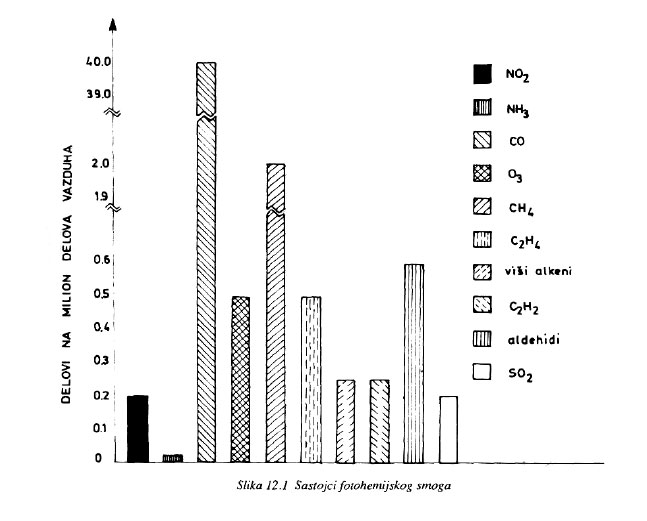 DELOVI NA MILION DELOVA VAZDUHA
40.0
39.0
2.0
1.9
0.6
0.5
0.4
0.3
0.2
0.1
0
NO₂
NH₃
CO
O₃
CH₄
C₂H₄
viši alkeni
C₂H₂
aldehidi
SO₂
Slika 12.1 Sastojci fotohemijskog smoga